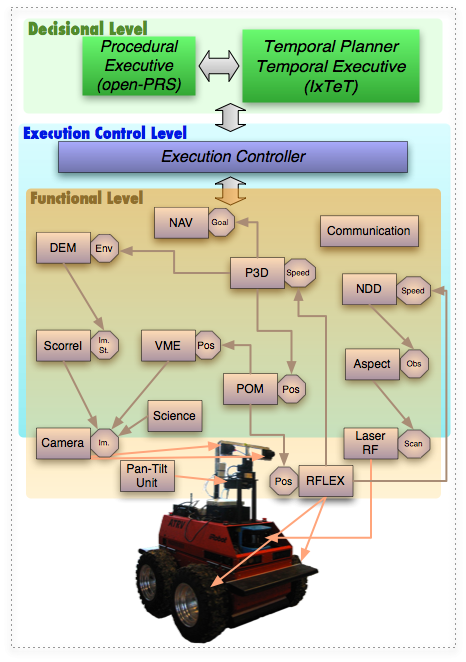 Decisional Level
Procedural
Executive
(open-PRS)
Temporal Planner
Temporal Executive
(IxTeT)
Execution Control Level
Execution Controller
Functional Level
NAV
Goal
Communication
DEM
Env
P3D
Speed
NDD
Speed
Scorrel
Im.
St.
VME
Pos
Aspect
Obs
POM
Pos
Science
Camera
Im.
Laser
RF
Scan
Pan-Tilt
Unit
Pos
RFLEX
ATRV
iRobot